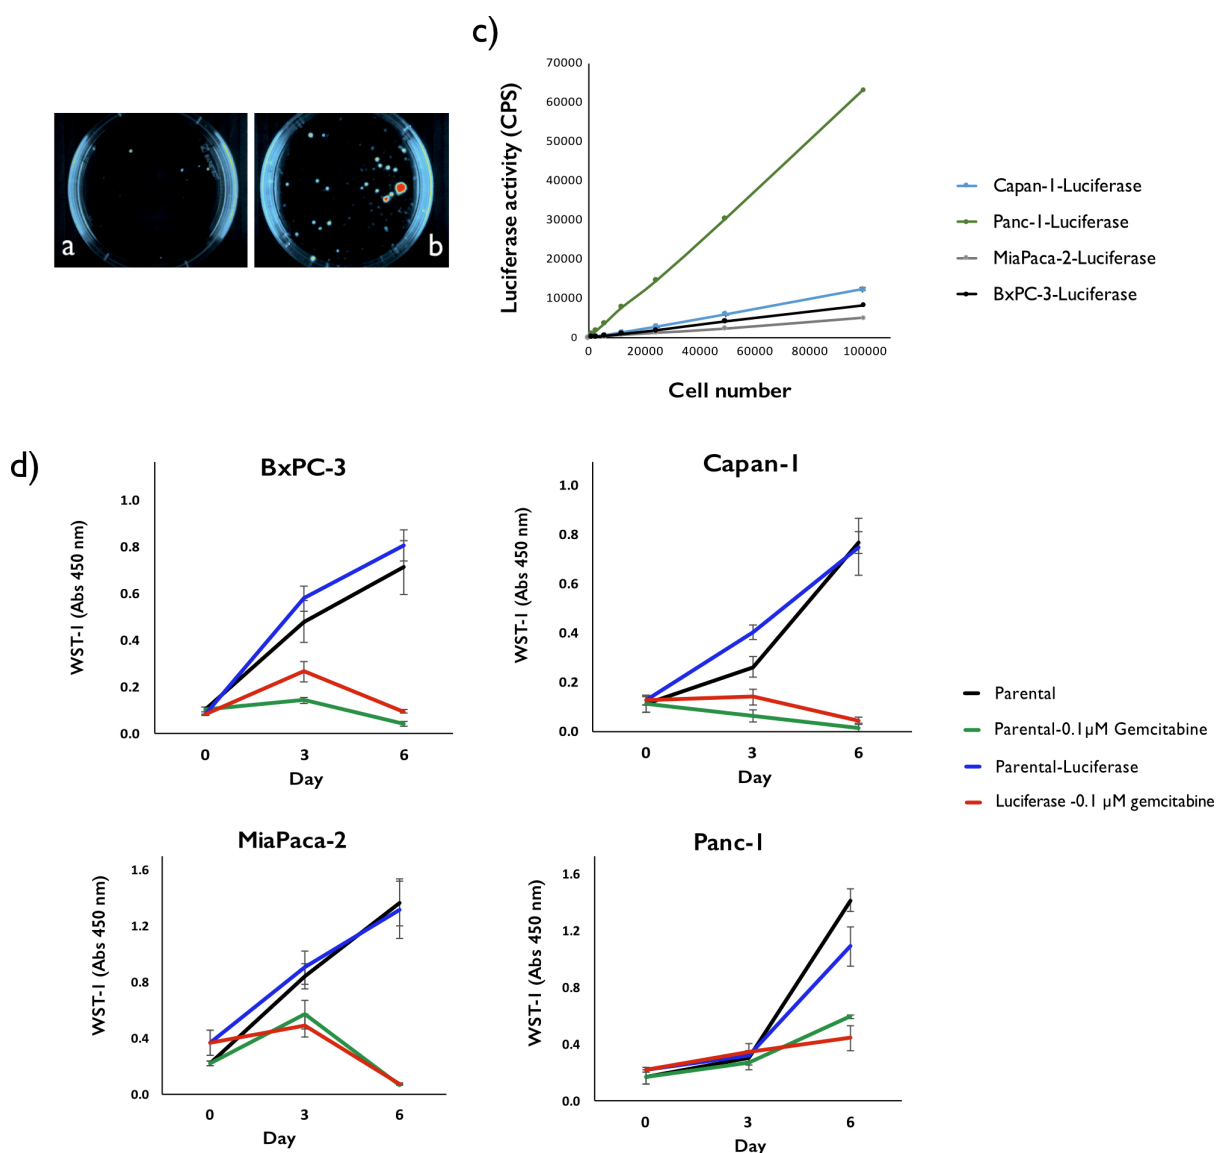 c)
a
b
Luciferase activity (CPS)
70000
60000
50000
40000
30000
20000
10000
0
0 20000 40000 60000 80000 100000
Cell number
Capan-1-Luciferase
Panc-1-Luciferase
MiaPaca-2-Luciferase
BxPC-3-Luciferase
d)
BxPC-3
WST-1 (Abs 450 nm)
1.0
0.8
0.6
0.4
0.2
0.0
0 3 6
Day
Capan-1
WST-1 (Abs 450 nm)
1.0
0.8
0.6
0.4
0.2
0.0
0 3 6
Day
Parental
Parental-0.1µM Gemcitabine
Parental-Luciferase
Luciferase -0.1 µM gemcitabine
MiaPaca-2
WST-1 (Abs 450 nm)
1.6
1.2
0.8
0.4
0.0
0 3 6
Day
Panc-1
WST-1 (Abs 450 nm)
1.6
1.2
0.8
0.4
0.0
0 3 6
Day